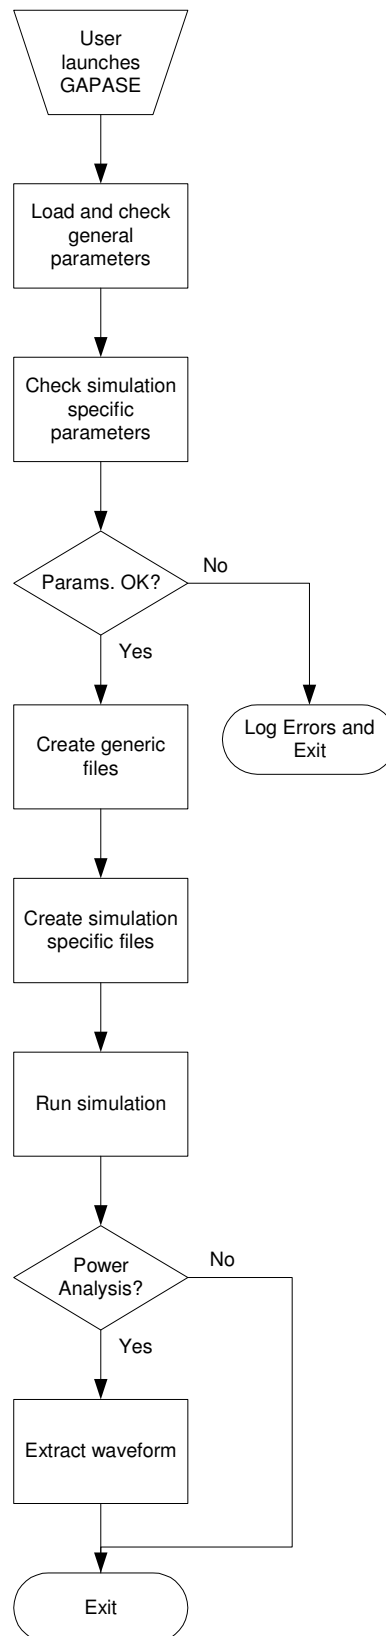 User
launches
GAPASE
Load and check
general
parameters
Check simulation
specific
parameters
Params. OK?
No
Yes
Log Errors and
Exit
Create generic
files
Create simulation
specific files
Run simulation
Power
Analysis?
No
Yes
Extract waveform
Exit